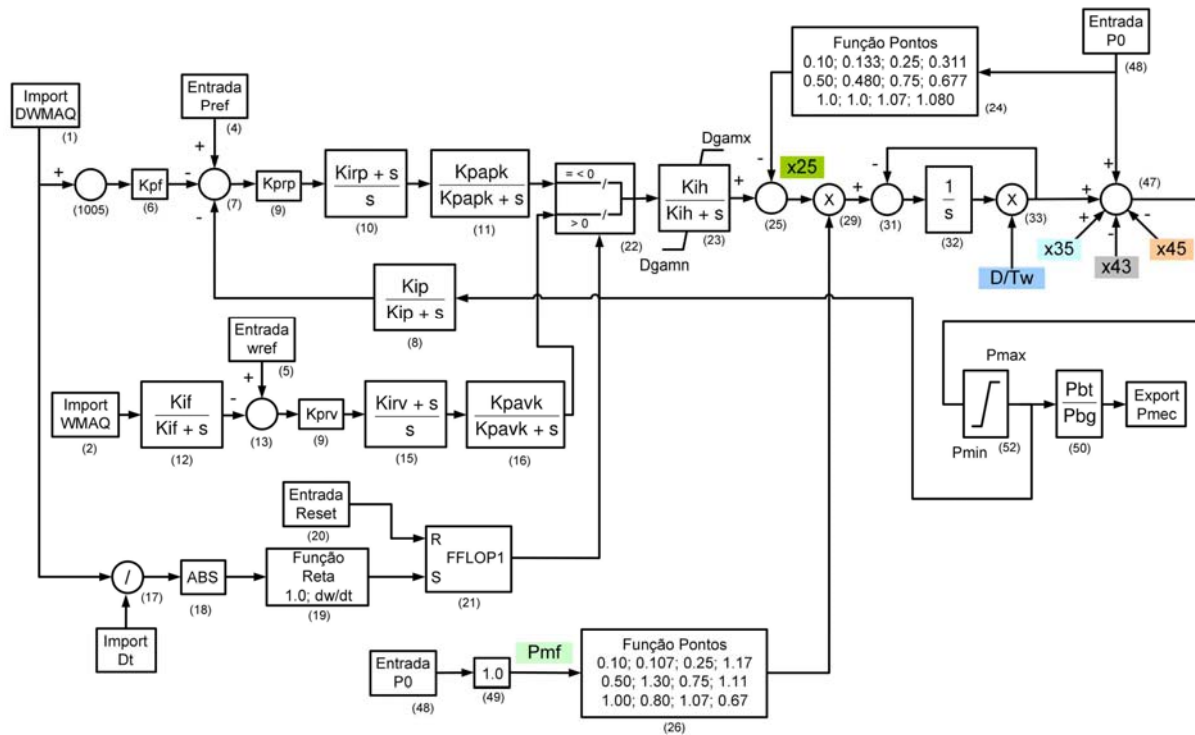 Import
DWMAQ
(1)
Entrada
Pref
(4)
+
-
-
+
(1005)
Kpf
(6)
(7)
Kprp
(9)
Kirp + s
s
(10)
Kpapk
Kpapk + s
(11)
= < 0
/
/
> 0
(22)
Dgamx
Kih
Kih + s
(23)
Dgamn
+
-
x25
(25)
X
(29)
+
-
(31)
1
s
(32)
X
(33)
D/Tw
Função Pontos
0.10; 0.133; 0.25; 0.311
0.50; 0.480; 0.75; 0.677
1.0; 1.0; 1.07; 1.080
(24)
Entrada
P0
(48)
+
+
+
-
-
(47)
x35
x43
x45
Kip
Kip + s
(8)
Entrada
wref
(5)
+
-
Import
WMAQ
(2)
Kif
Kif + s
(12)
(13)
Kprv
(9)
Kirv + s
s
(15)
Kpavk
Kpavk + s
(16)
Pmax
Pmin
(52)
Pbt
Pbg
(50)
Export
Pmec
Entrada
Reset
(20)
/
(17)
ABS
(18)
Função
Reta
1.0; dw/dt
(19)
R
FFLOP1
S
(21)
Import
Dt
Entrada
P0
(48)
1.0
(49)
Pmf
Função Pontos
0.10; 0.107; 0.25; 1.17
0.50; 1.30; 0.75; 1.11
1.00; 0.80; 1.07; 0.67
(26)